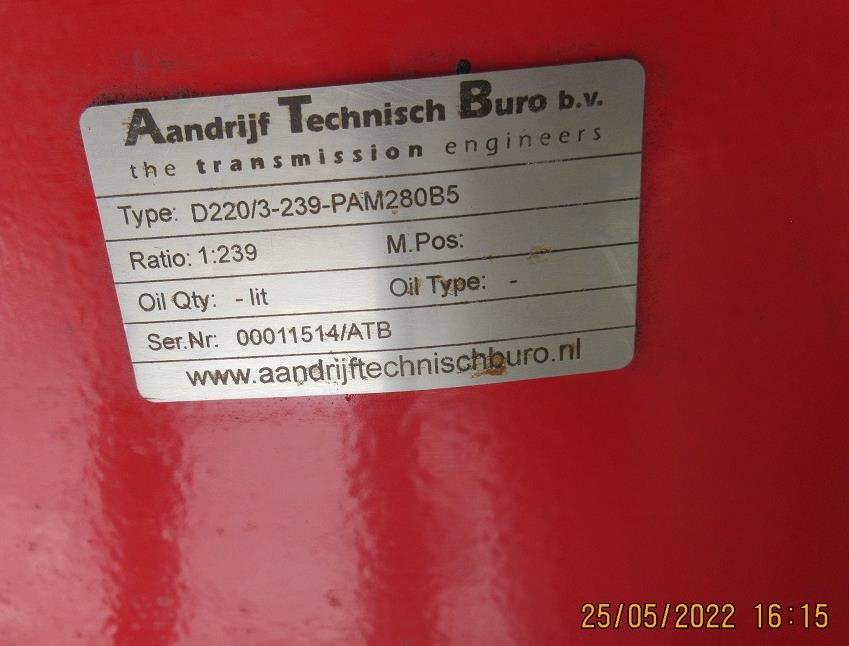 Aandrijf Technisch Buro b.v.
the transmission engineers
Type: D220/3-239-PAM280B5
Ratio: 1:239 M.Pos:
Oil Qty: - lit Oil Type: -
Ser.Nr: 00011514/ATB
www.aandrijftechnischburo.nl
25/05/2022 16:15